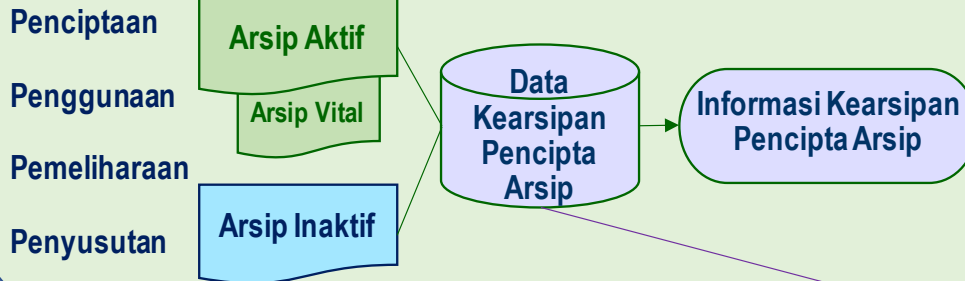 Penciptaan
Penggunaan
Pemeliharaan
Penyusutan
Arsip Aktif
Arsip Vital
Arsip Inaktif
Data
Kearsipan
Pencipta
Arsip
Informasi Kearsipan
Pencipta Arsip